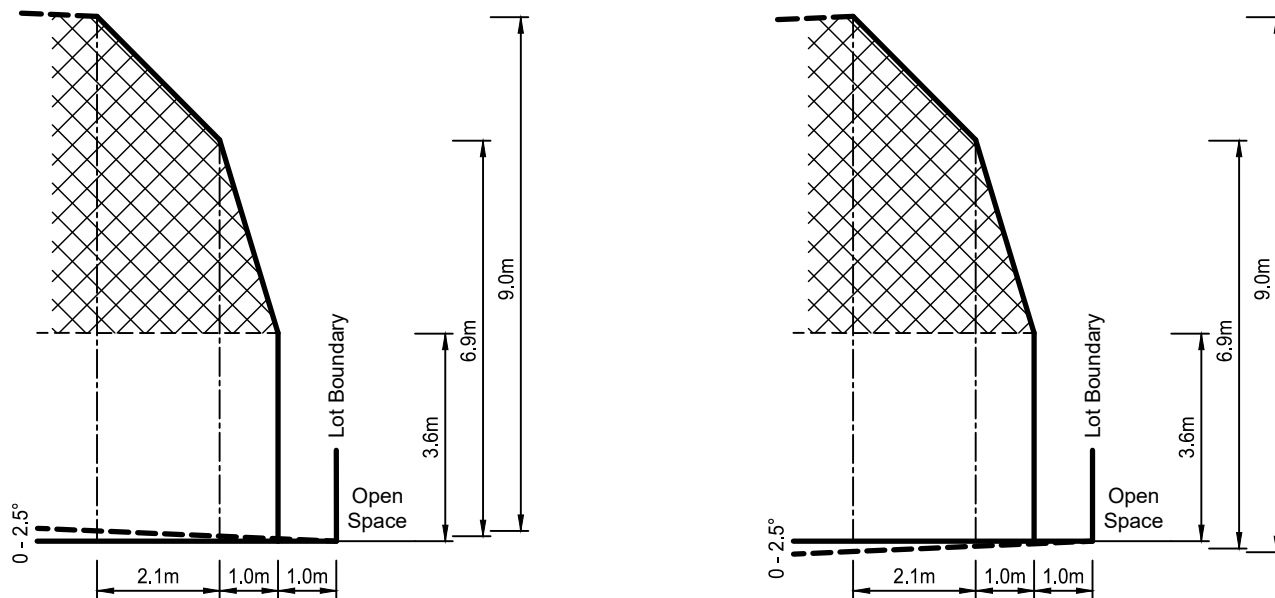 9.0m
6.9m
3.6m
Lot Boundary
Open
Space
0 - 2.5°
2.1m
1.0m
1.0m
9.0m
6.9m
3.6m
Lot Boundary
Open
Space
0 - 2.5°
2.1m
1.0m
1.0m